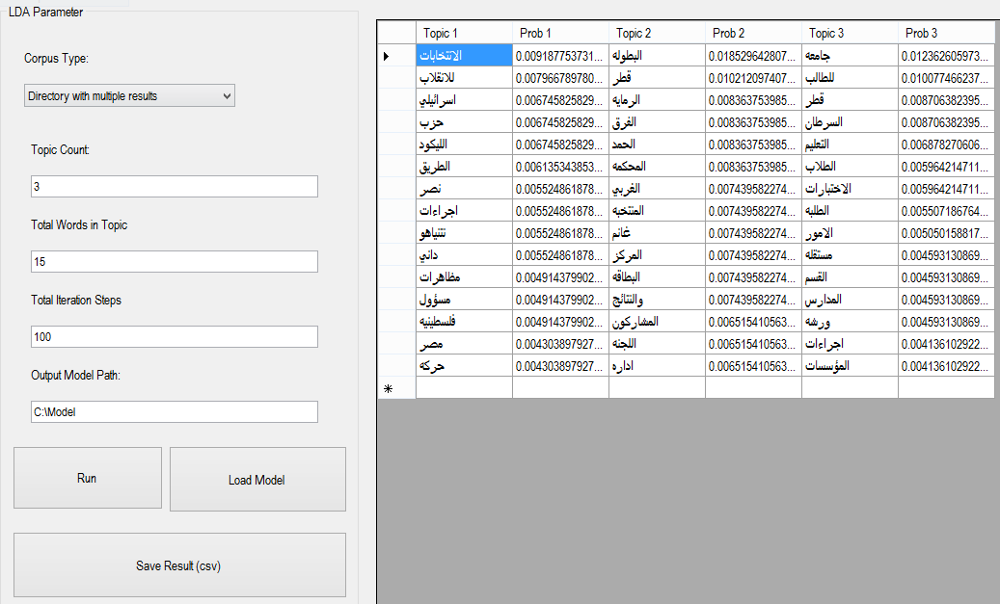 LDA Parameter
Corpus Type:
Directory with multiple results
Topic Count:
3
Total Words in Topic
15
Total Iteration Steps
100
Output Model Path:
C:\Model
Run
Load Model
Save Result (csv)
Topic 1 Prob 1 Topic 2 Prob 2 Topic 3 Prob 3
الانتخابات 0.009187753731... البطوله 0.018529642807... جامعه 0.012362605973...
للانقلاب 0.007966789780... قطر 0.010212097407... للطالب 0.010077466237...
اسرائيلي 0.006745825829... الرمايه 0.008363753985... قطر 0.008706382395...
حزب 0.006745825829... الفرق 0.008363753985... السرطان 0.008706382395...
الليكود 0.006745825829... الحمد 0.008363753985... التعليم 0.006878270606...
الطريق 0.006135343853... المحكمه 0.008363753985... الطلاب 0.005964214711...
نصر 0.005524861878... الغربي 0.007439582274... الاختبارات 0.005964214711...
اجراءات 0.005524861878... المنتخبه 0.007439582274... الطلبه 0.005507186764...
نتنياهو 0.005524861878... غانم 0.007439582274... الامور 0.005050158817...
داني 0.005524861878... المركز 0.007439582274... مستقله 0.004593130869...
مظاهرات 0.004914379902... البطاقه 0.007439582274... القسم 0.004593130869...
مسؤول 0.004914379902... والنتائج 0.007439582274... المدارس 0.004593130869...
فلسطينيه 0.004914379902... المشاركون 0.006515410563... ورشه 0.004593130869...
مصر 0.004303897927... اللجنه 0.006515410563... اجراءات 0.004136102922...
حركه 0.004303897927... اداره 0.006515410563... المؤسسات 0.004136102922...